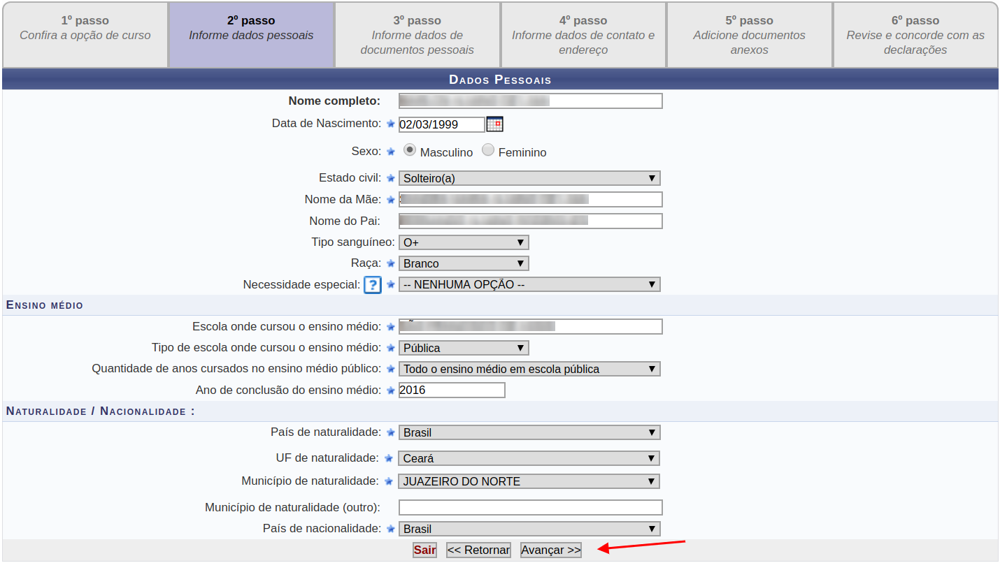 1º passo
Confira a opção de curso
2º passo
Informe dados pessoais
3º passo
Informe dados de
documentos pessoais
4º passo
Informe dados de contato e
endereço
5º passo
Adicione documentos
anexos
6º passo
Revise e concorde com as
declarações
DADOS PESSOAIS
Nome completo:
Data de Nascimento: 02/03/1999
Sexo: Masculino Feminino
Estado civil: Solteiro(a)
Nome da Mãe:
Nome do Pai:
Tipo sanguíneo: O+
Raça: Branco
Necessidade especial: ? -- NENHUMA OPÇÃO --
ENSINO MÉDIO
Escola onde cursou o ensino médio:
Tipo de escola onde cursou o ensino médio: Pública
Quantidade de anos cursados no ensino médio público: Todo o ensino médio em escola pública
Ano de conclusão do ensino médio: 2016
NATURALIDADE / NACIONALIDADE :
País de naturalidade: Brasil
UF de naturalidade: Ceará
Município de naturalidade: JUAZEIRO DO NORTE
Município de naturalidade (outro):
País de nacionalidade: Brasil
Sair << Retornar Avançar >>